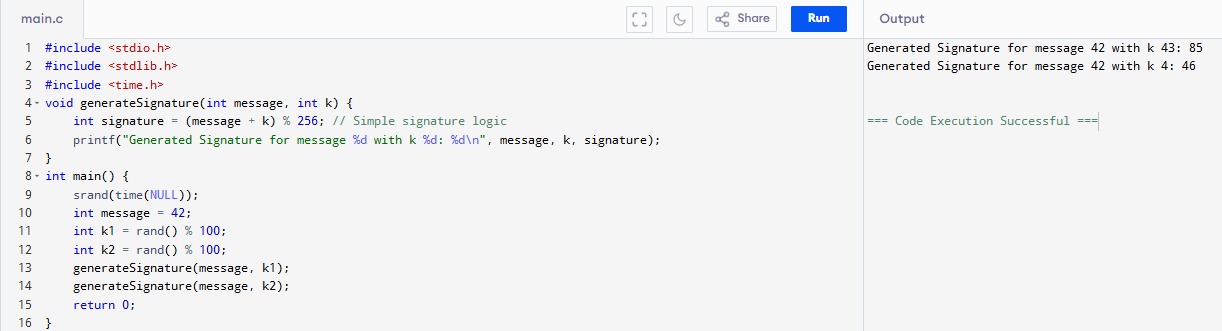 main.c Share Run Output
1 #include <stdio.h>
2 #include <stdlib.h>
3 #include <time.h>
4 void generateSignature(int message, int k) {
5     int signature = (message + k) % 256; // Simple signature logic
6     printf("Generated Signature for message %d with k %d: %d\n", message, k, signature);
7 }
8 int main() {
9     srand(time(NULL));
10     int message = 42;
11     int k1 = rand() % 100;
12     int k2 = rand() % 100;
13     generateSignature(message, k1);
14     generateSignature(message, k2);
15     return 0;
16 }
Generated Signature for message 42 with k 43: 85
Generated Signature for message 42 with k 4: 46
=== Code Execution Successful ===